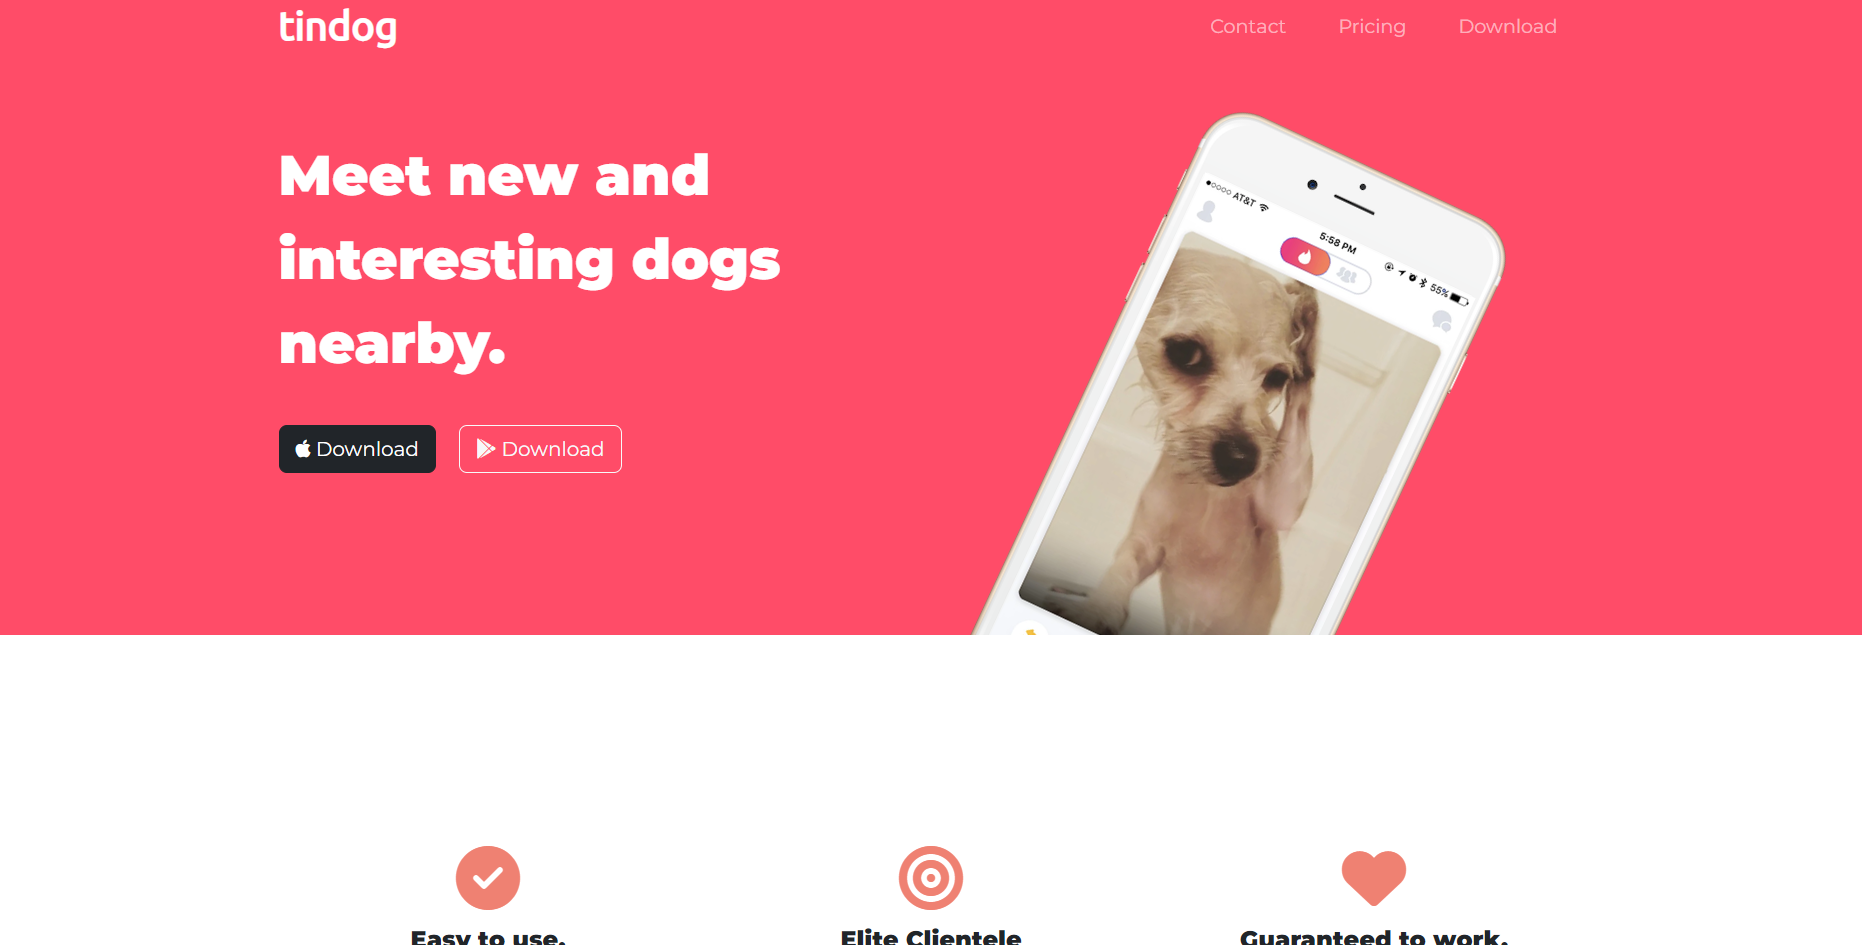 tindog
Contact Pricing Download
Meet new and
interesting dogs
nearby.
Download Download
AT&T
5:58 PM
55%
Easy to use.
Elite Clientele
Guaranteed to work.